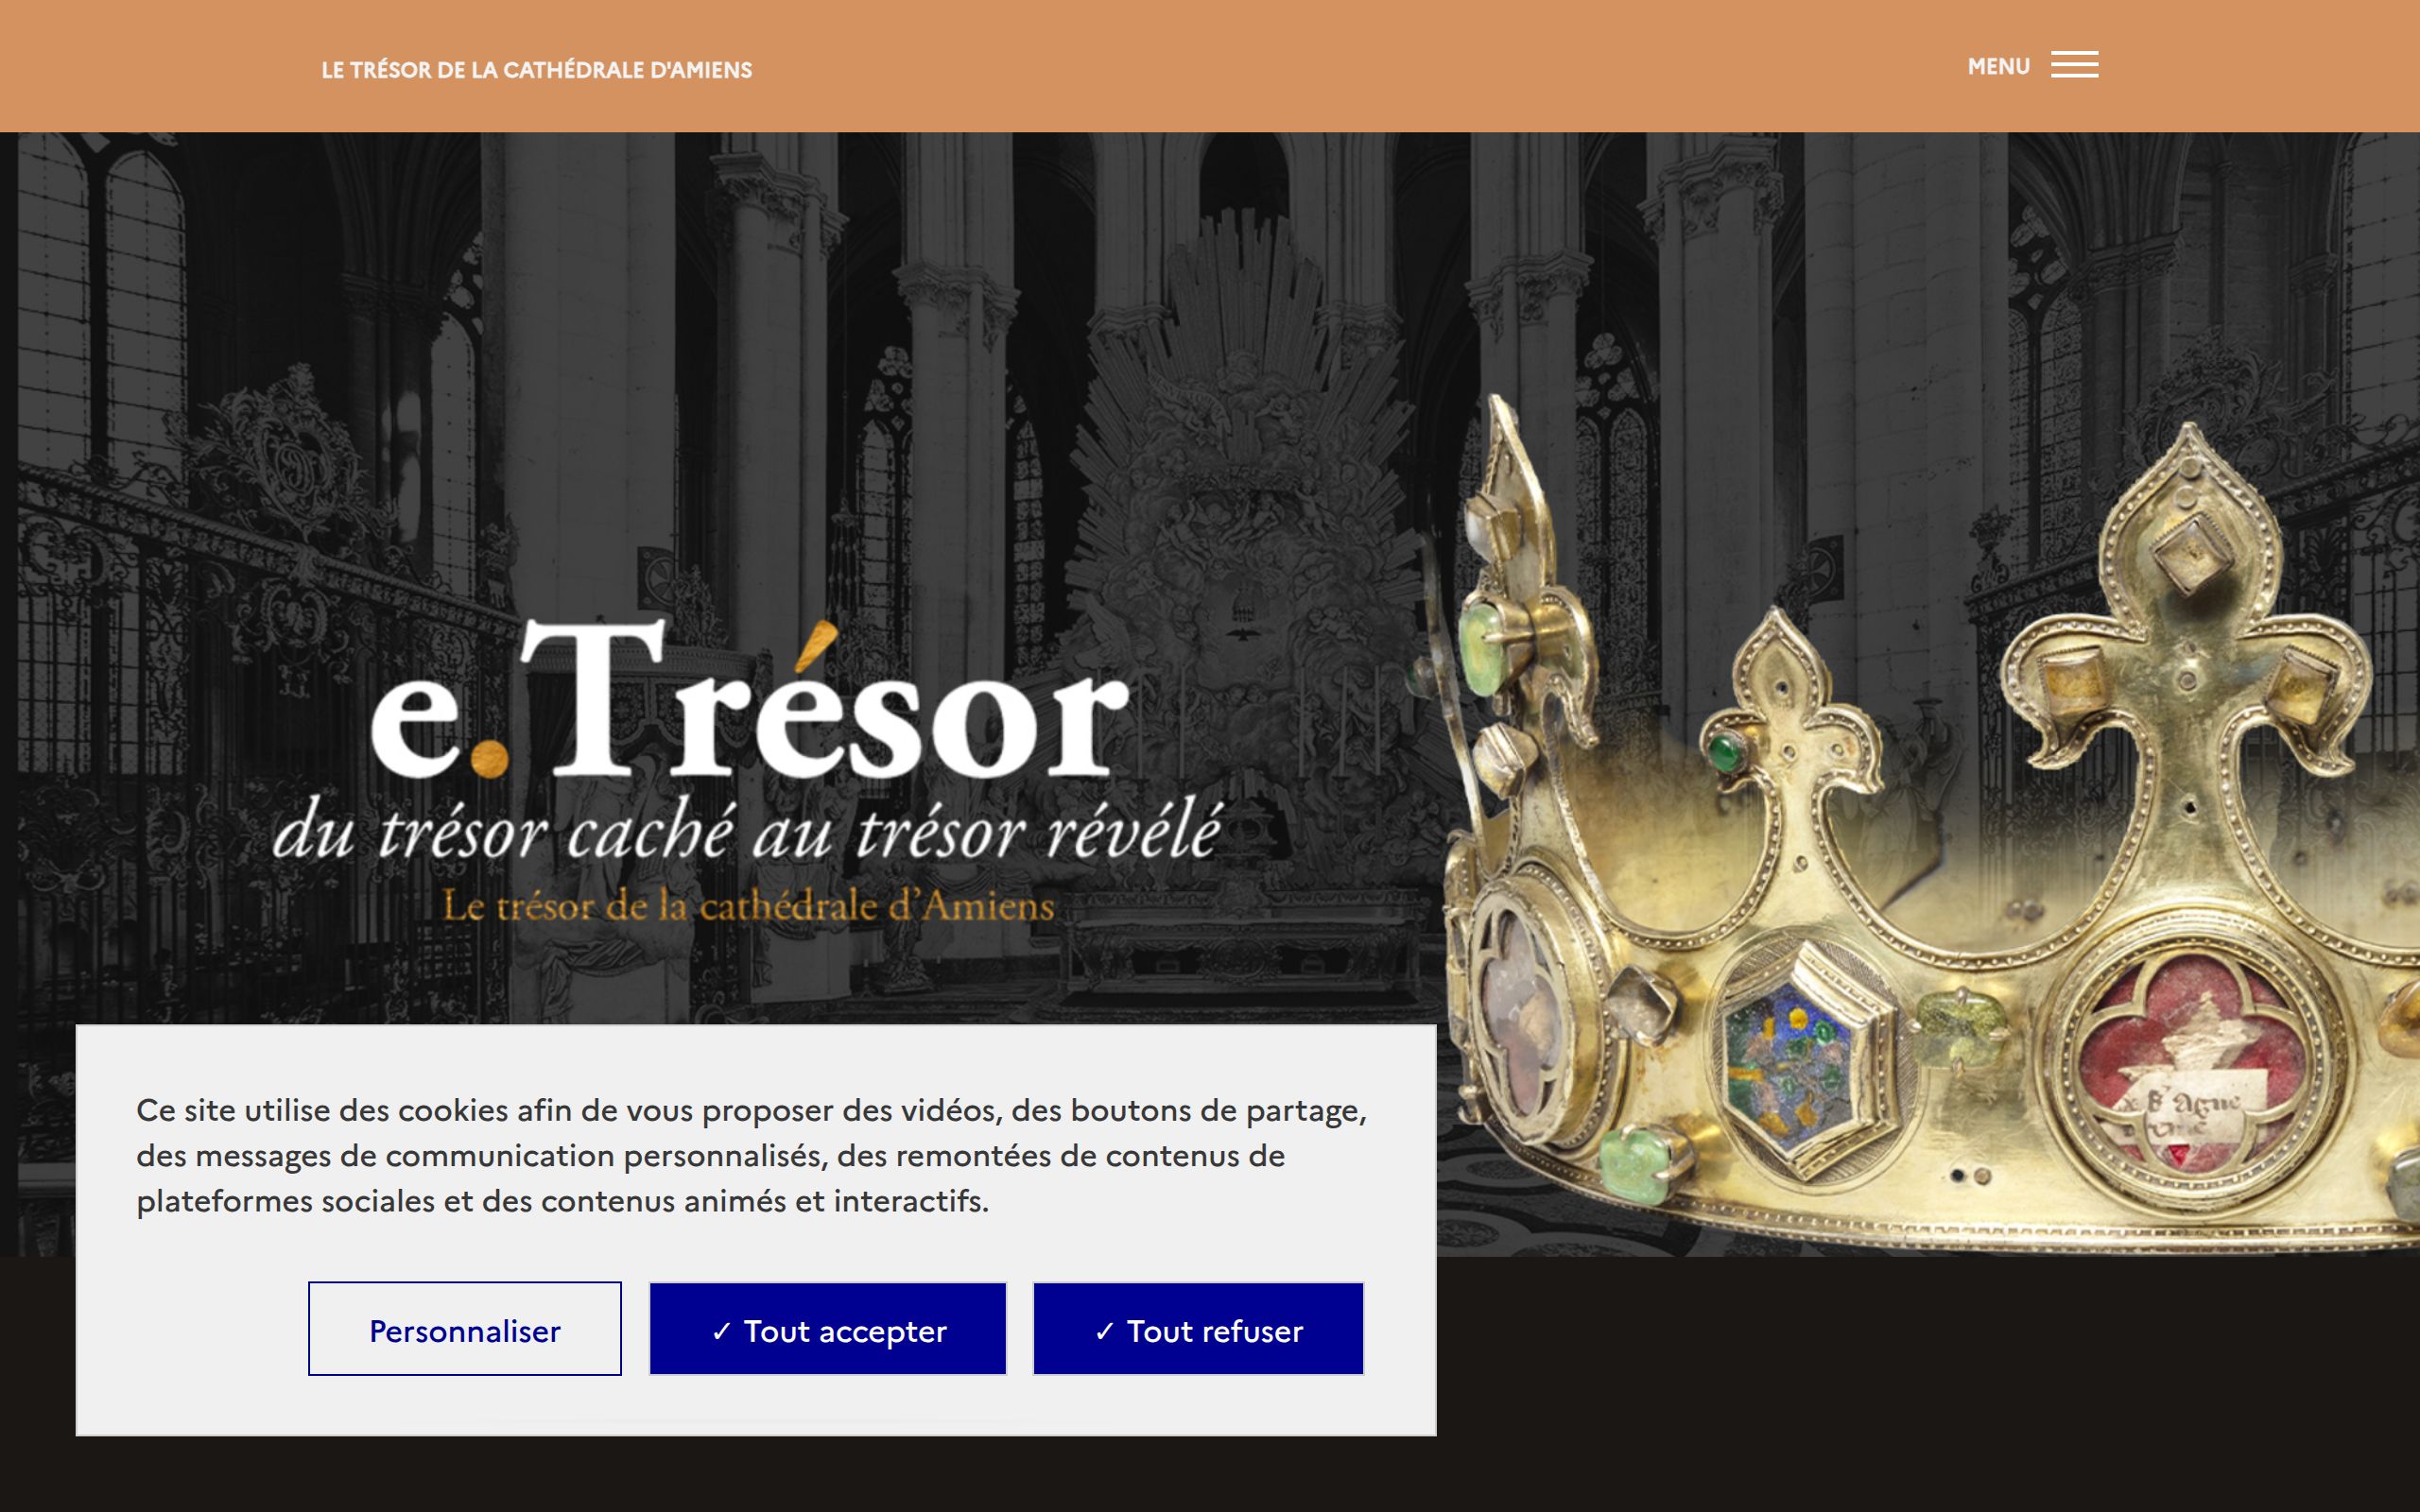 LE TRÉSOR DE LA CATHÉDRALE D'AMIENS
MENU
e.Trésor
du trésor caché au trésor révélé
Le trésor de la cathédrale d'Amiens
Ce site utilise des cookies afin de vous proposer des vidéos, des boutons de partage,
des messages de communication personnalisés, des remontées de contenus de
plateformes sociales et des contenus animés et interactifs.
Personnaliser
✓ Tout accepter
✓ Tout refuser